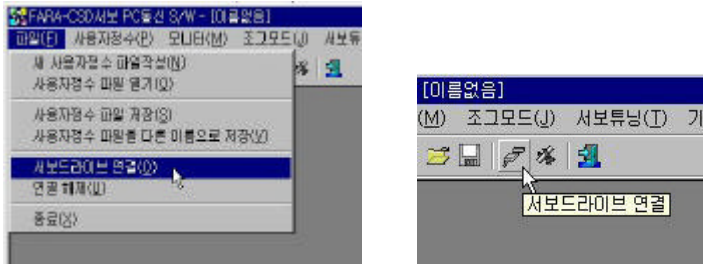 FARA-CSD서보 PC통신 S/W - [이름없음]
파일(F) 사용자정수(P) 모니터(M) 조그모드(J) 서보튜
새 사용자정수 파일작성(N)
사용자정수 파일 열기(O)
사용자정수 파일 저장(S)
사용자정수 파일을 다른 이름으로 저장(V)
서보드라이브 연결(D)
연결 해제(U)
종료(X)
[이름없음]
(M) 조그모드(J) 서보튜닝(T) 기
서보드라이브 연결